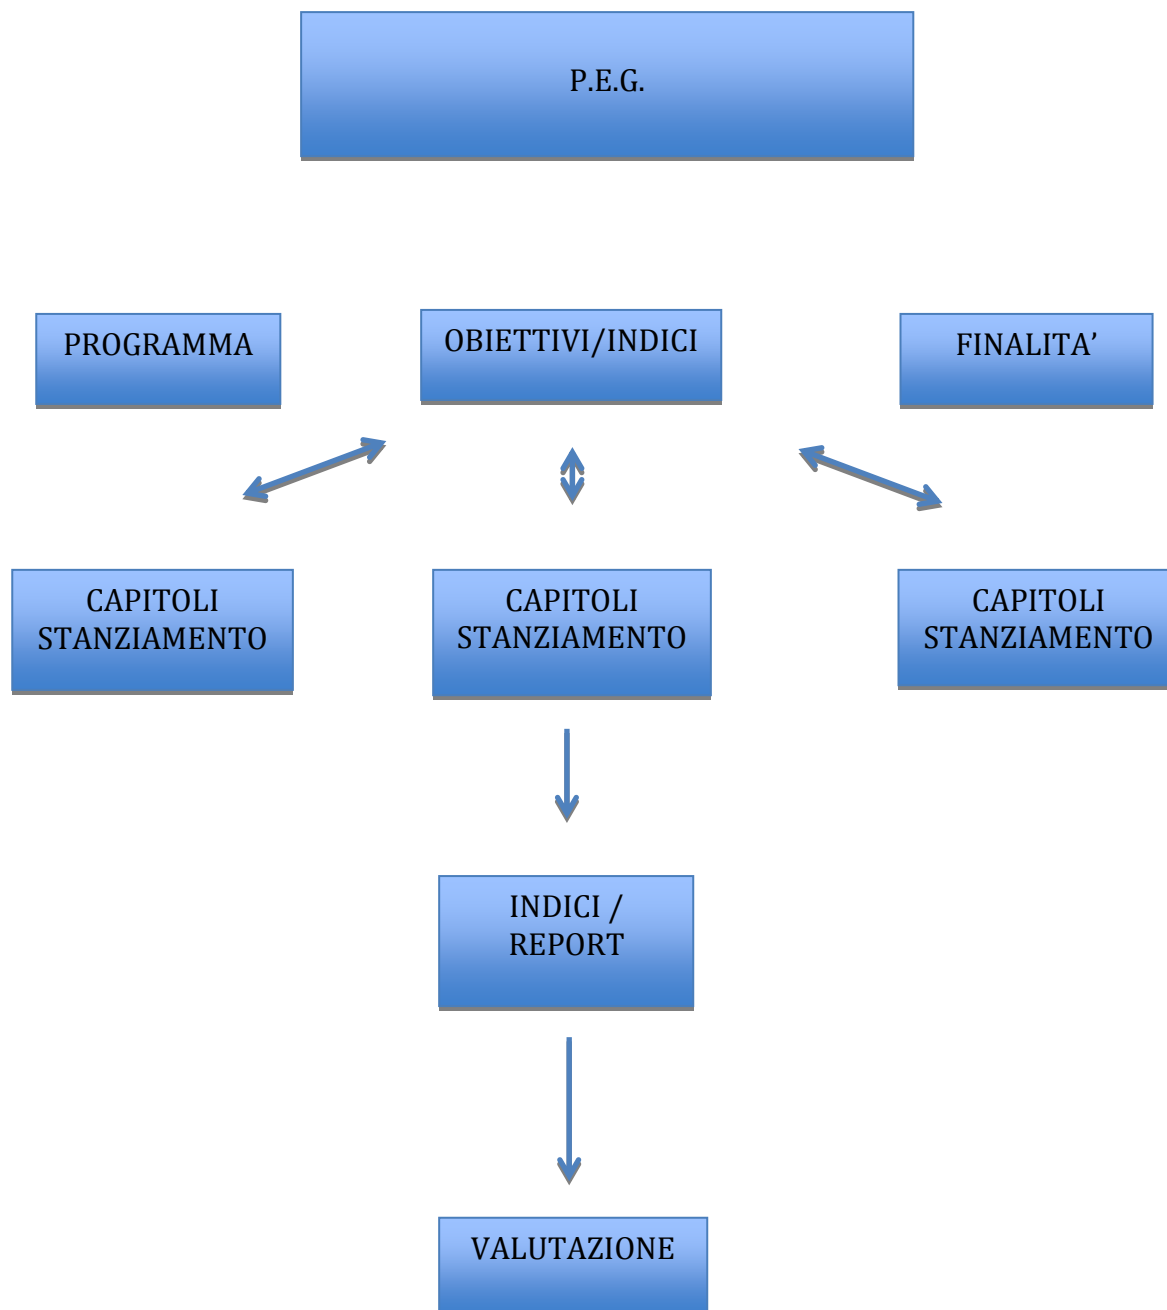 P.E.G.
PROGRAMMA
OBIETTIVI/INDICI
FINALITA’
CAPITOLI
STANZIAMENTO
CAPITOLI
STANZIAMENTO
CAPITOLI
STANZIAMENTO
INDICI /
REPORT
VALUTAZIONE